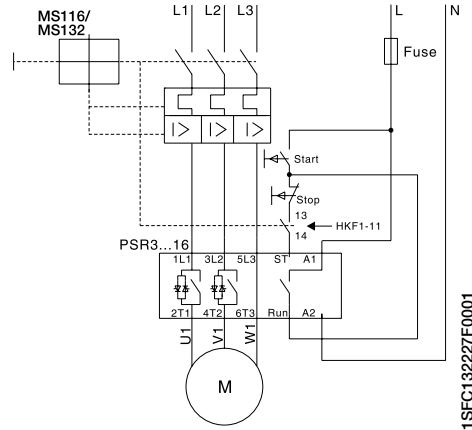 L1 L2 L3 L N
MS116/
MS132
Fuse
Start
Stop
13
HKF1-11
14
PSR3...16
1L1 3L2 5L3 ST A1
2T1 4T2 6T3 Run A2
U1 V1 W1
M
1SFC132227F0001